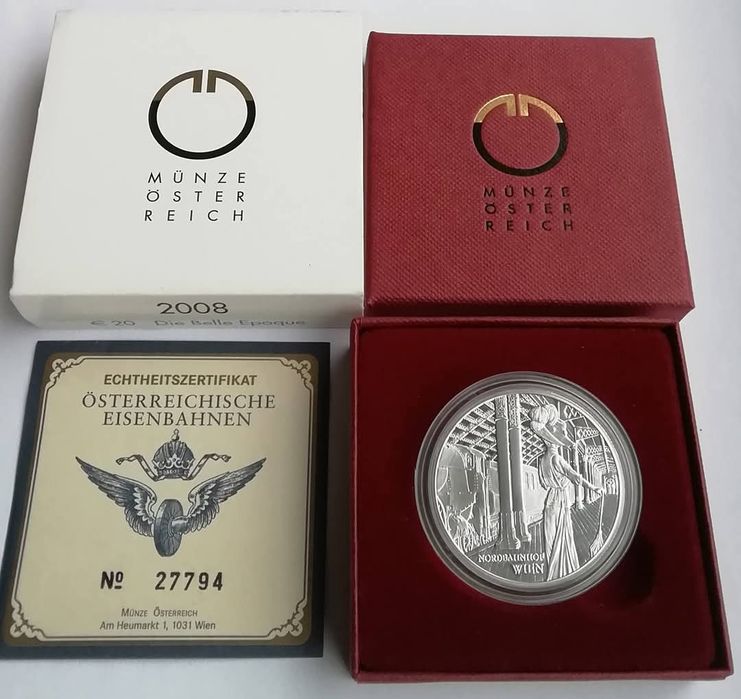 MÜNZE
ÖSTER
REICH
2008
€ 20 Die Belle Epoque
MÜNZE
ÖSTER
REICH
ECHTHEITSZERTIFIKAT
ÖSTERREICHISCHE
EISENBAHNEN
Nº 27794
MÜNZE ÖSTERREICH
Am Heumarkt 1, 1031 Wien
NORDBAHNHOF
WIEN